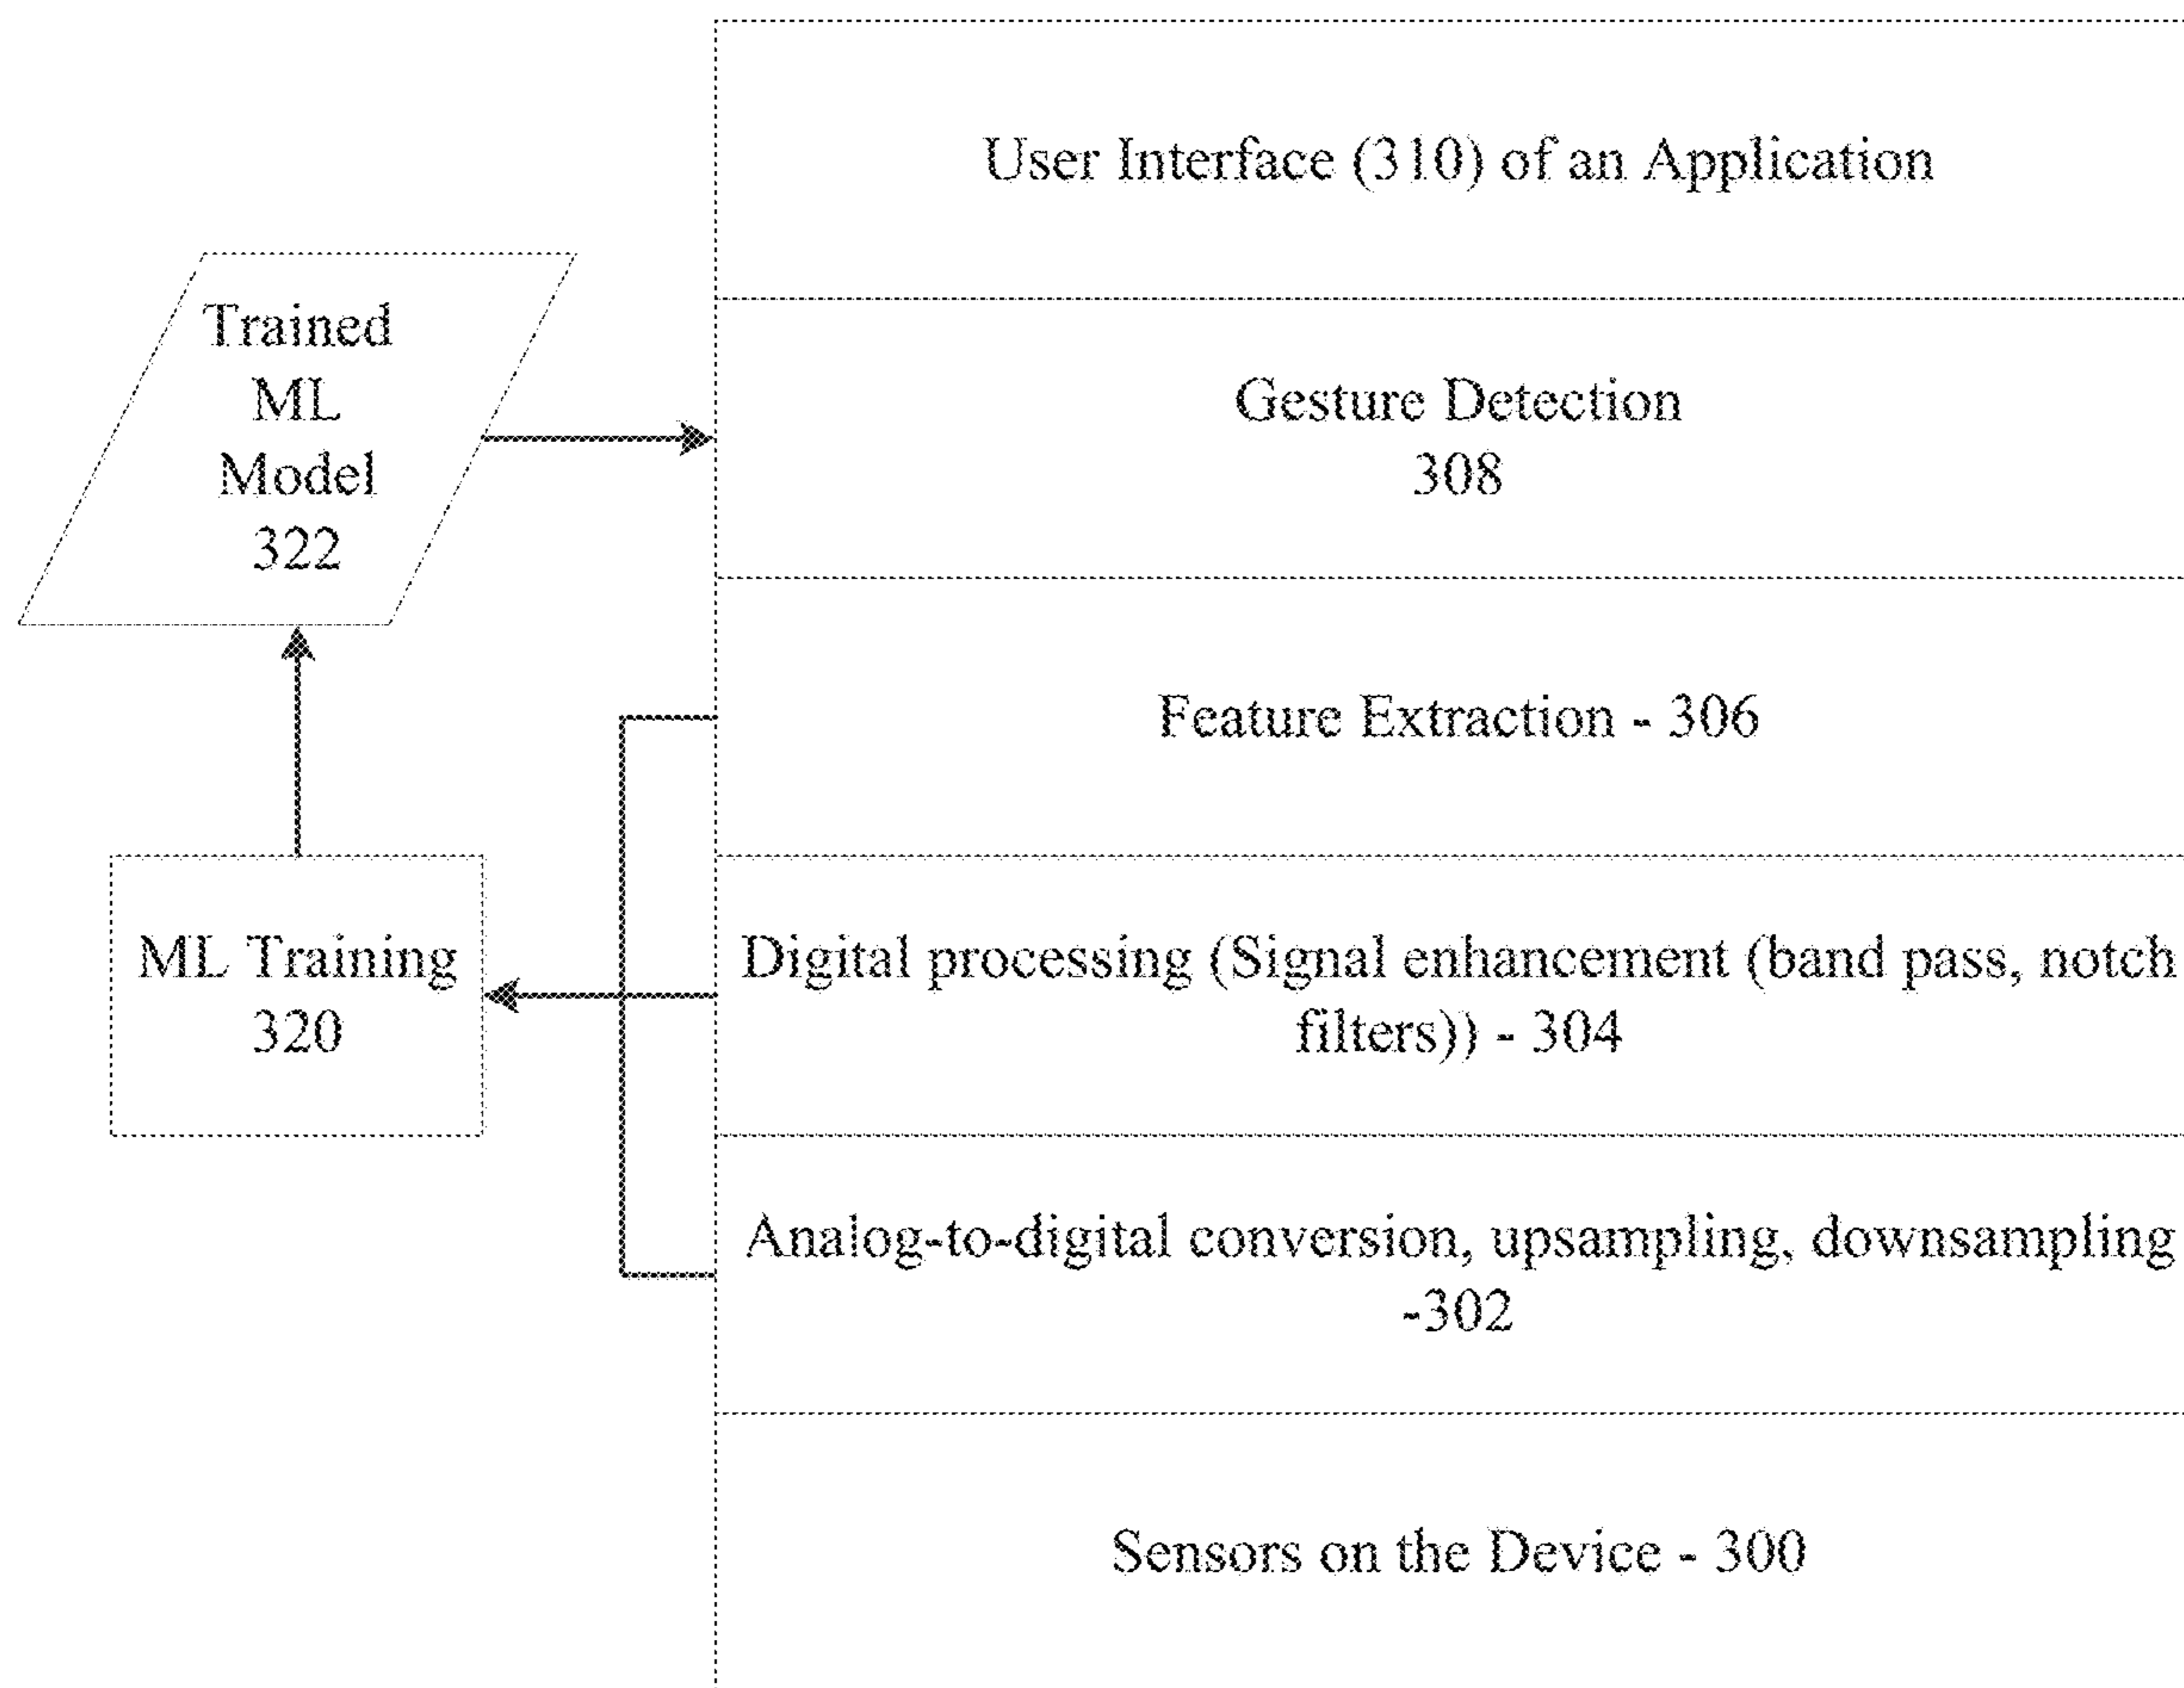 User Interface (310) of an Application
Trained
ML
Model
322
Gesture Detection
308
Feature Extraction - 306
ML Training
320
Digital processing (Signal enhancement (band pass, notch
filters)) - 304
Analog-to-digital conversion, upsampling, downsampling
-302
Sensors on the Device - 300